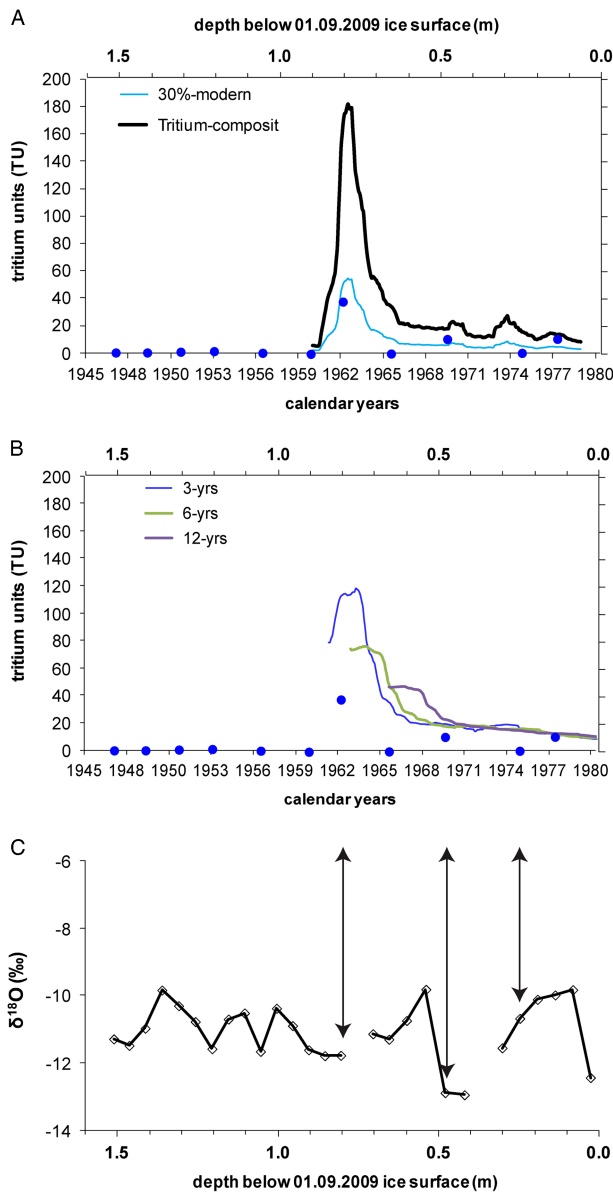 A
depth below 01.09.2009 ice surface (m)
1.5 1.0 0.5 0.0
200
180
160
140
120
100
80
60
40
20
0
tritium units (TU)
30%-modern
Tritium-composit
1945 1948 1950 1953 1956 1959 1962 1965 1968 1971 1974 1977 1980
calendar years
B
1.5 1.0 0.5 0.0
200
180
160
140
120
100
80
60
40
20
0
tritium units (TU)
3-yrs
6-yrs
12-yrs
1945 1948 1950 1953 1956 1959 1962 1965 1968 1971 1974 1977 1980
calendar years
C
-6
-8
-10
-12
-14
δ¹⁸O (‰)
1.5 1.0 0.5 0.0
depth below 01.09.2009 ice surface (m)